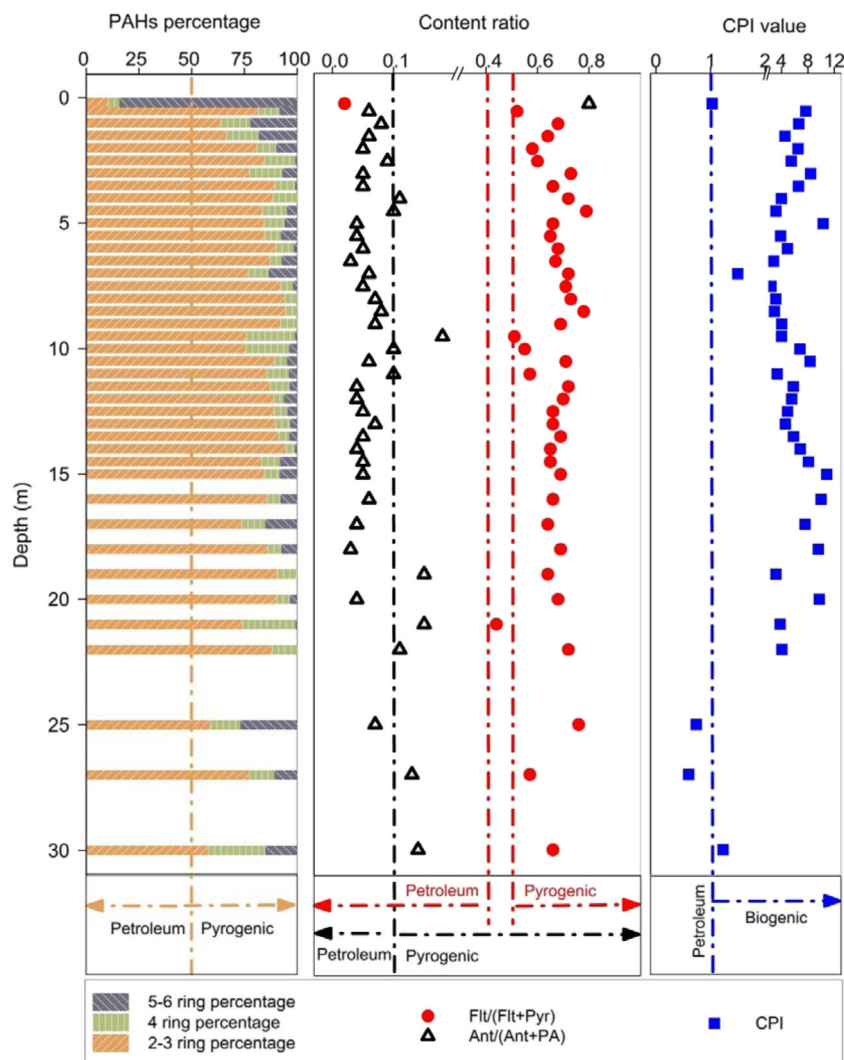 PAHs percentage Content ratio CPI value
0 25 50 75 100 0.0 0.1 // 0.4 0.6 0.8 0 1 2 // 4 8 12
0
5
10
15
20
25
30
Depth (m)
Petroleum Pyrogenic
Petroleum Pyrogenic
Petroleum Pyrogenic
Petroleum Biogenic
5-6 ring percentage
4 ring percentage
2-3 ring percentage
Flt/(Flt+Pyr)
Ant/(Ant+PA)
CPI